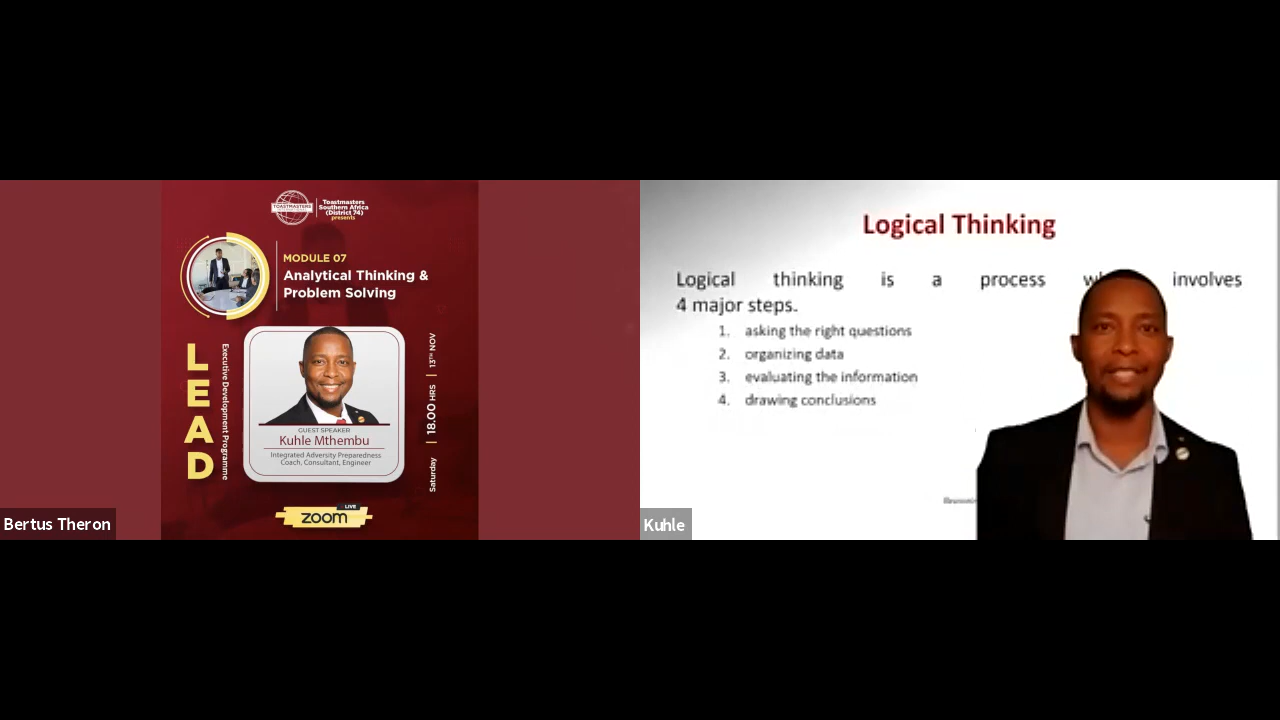 TOASTMASTERS
Toastmasters
Southern Africa
(District 74)
presents
MODULE 07
Analytical Thinking &
Problem Solving
LEAD
Executive Development Programme
GUEST SPEAKER
Kuhle Mthembu
Integrated Adversity Preparedness
Coach, Consultant, Engineer
Saturday | 18.00 HRS | 13TH NOV
LIVE
zoom
Bertus Theron
Logical Thinking
Logical thinking is a process involves
4 major steps.
1. asking the right questions
2. organizing data
3. evaluating the information
4. drawing conclusions
Kuhle